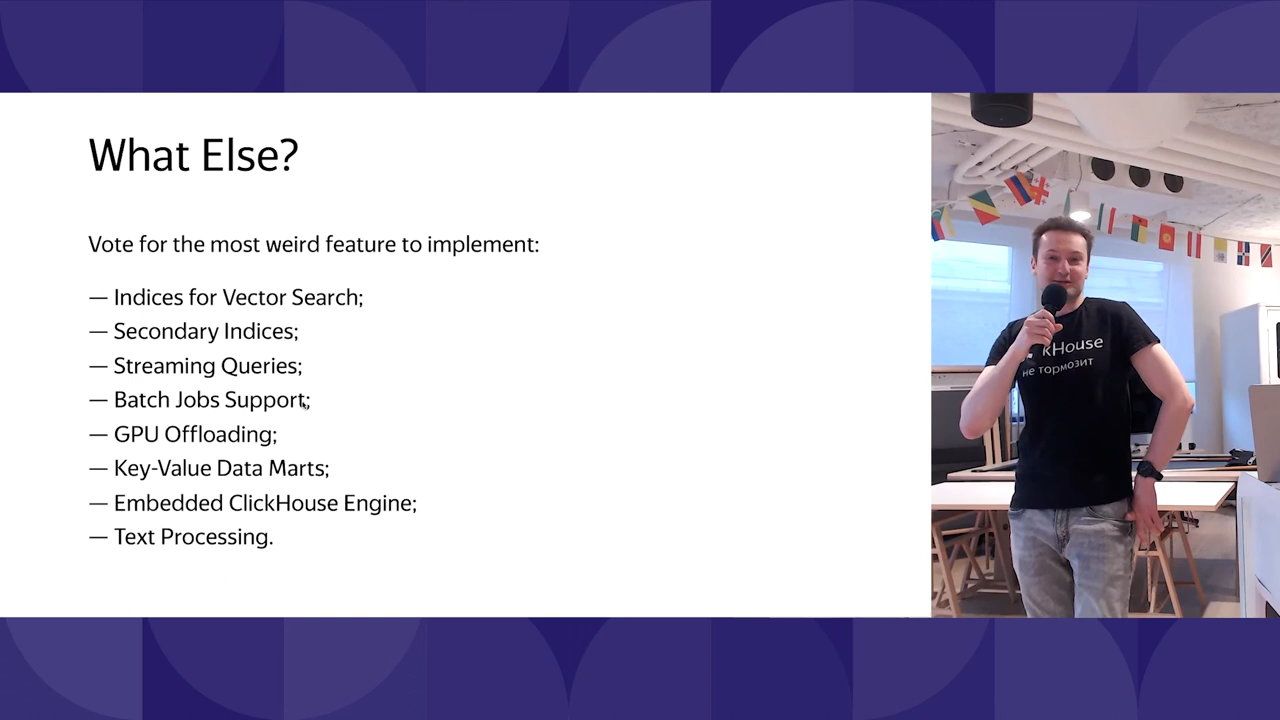 What Else?
Vote for the most weird feature to implement:
— Indices for Vector Search;
— Secondary Indices;
— Streaming Queries;
— Batch Jobs Support;
— GPU Offloading;
— Key-Value Data Marts;
— Embedded ClickHouse Engine;
— Text Processing.
kHouse
не тормозит